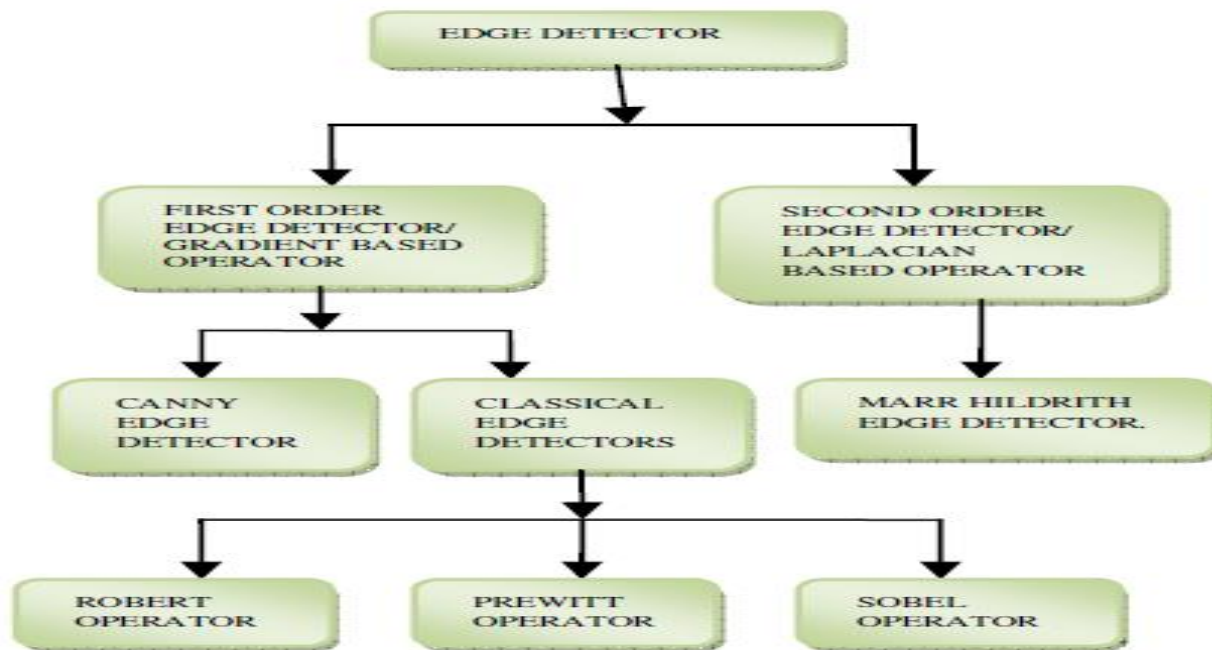 EDGE DETECTOR
FIRST ORDER
EDGE DETECTOR/
GRADIENT BASED
OPERATOR
SECOND ORDER
EDGE DETECTOR/
LAPLACIAN
BASED OPERATOR
CANNY
EDGE
DETECTOR
CLASSICAL
EDGE
DETECTORS
MARR HILDRITH
EDGE DETECTOR.
ROBERT
OPERATOR
PREWITT
OPERATOR
SOBEL
OPERATOR